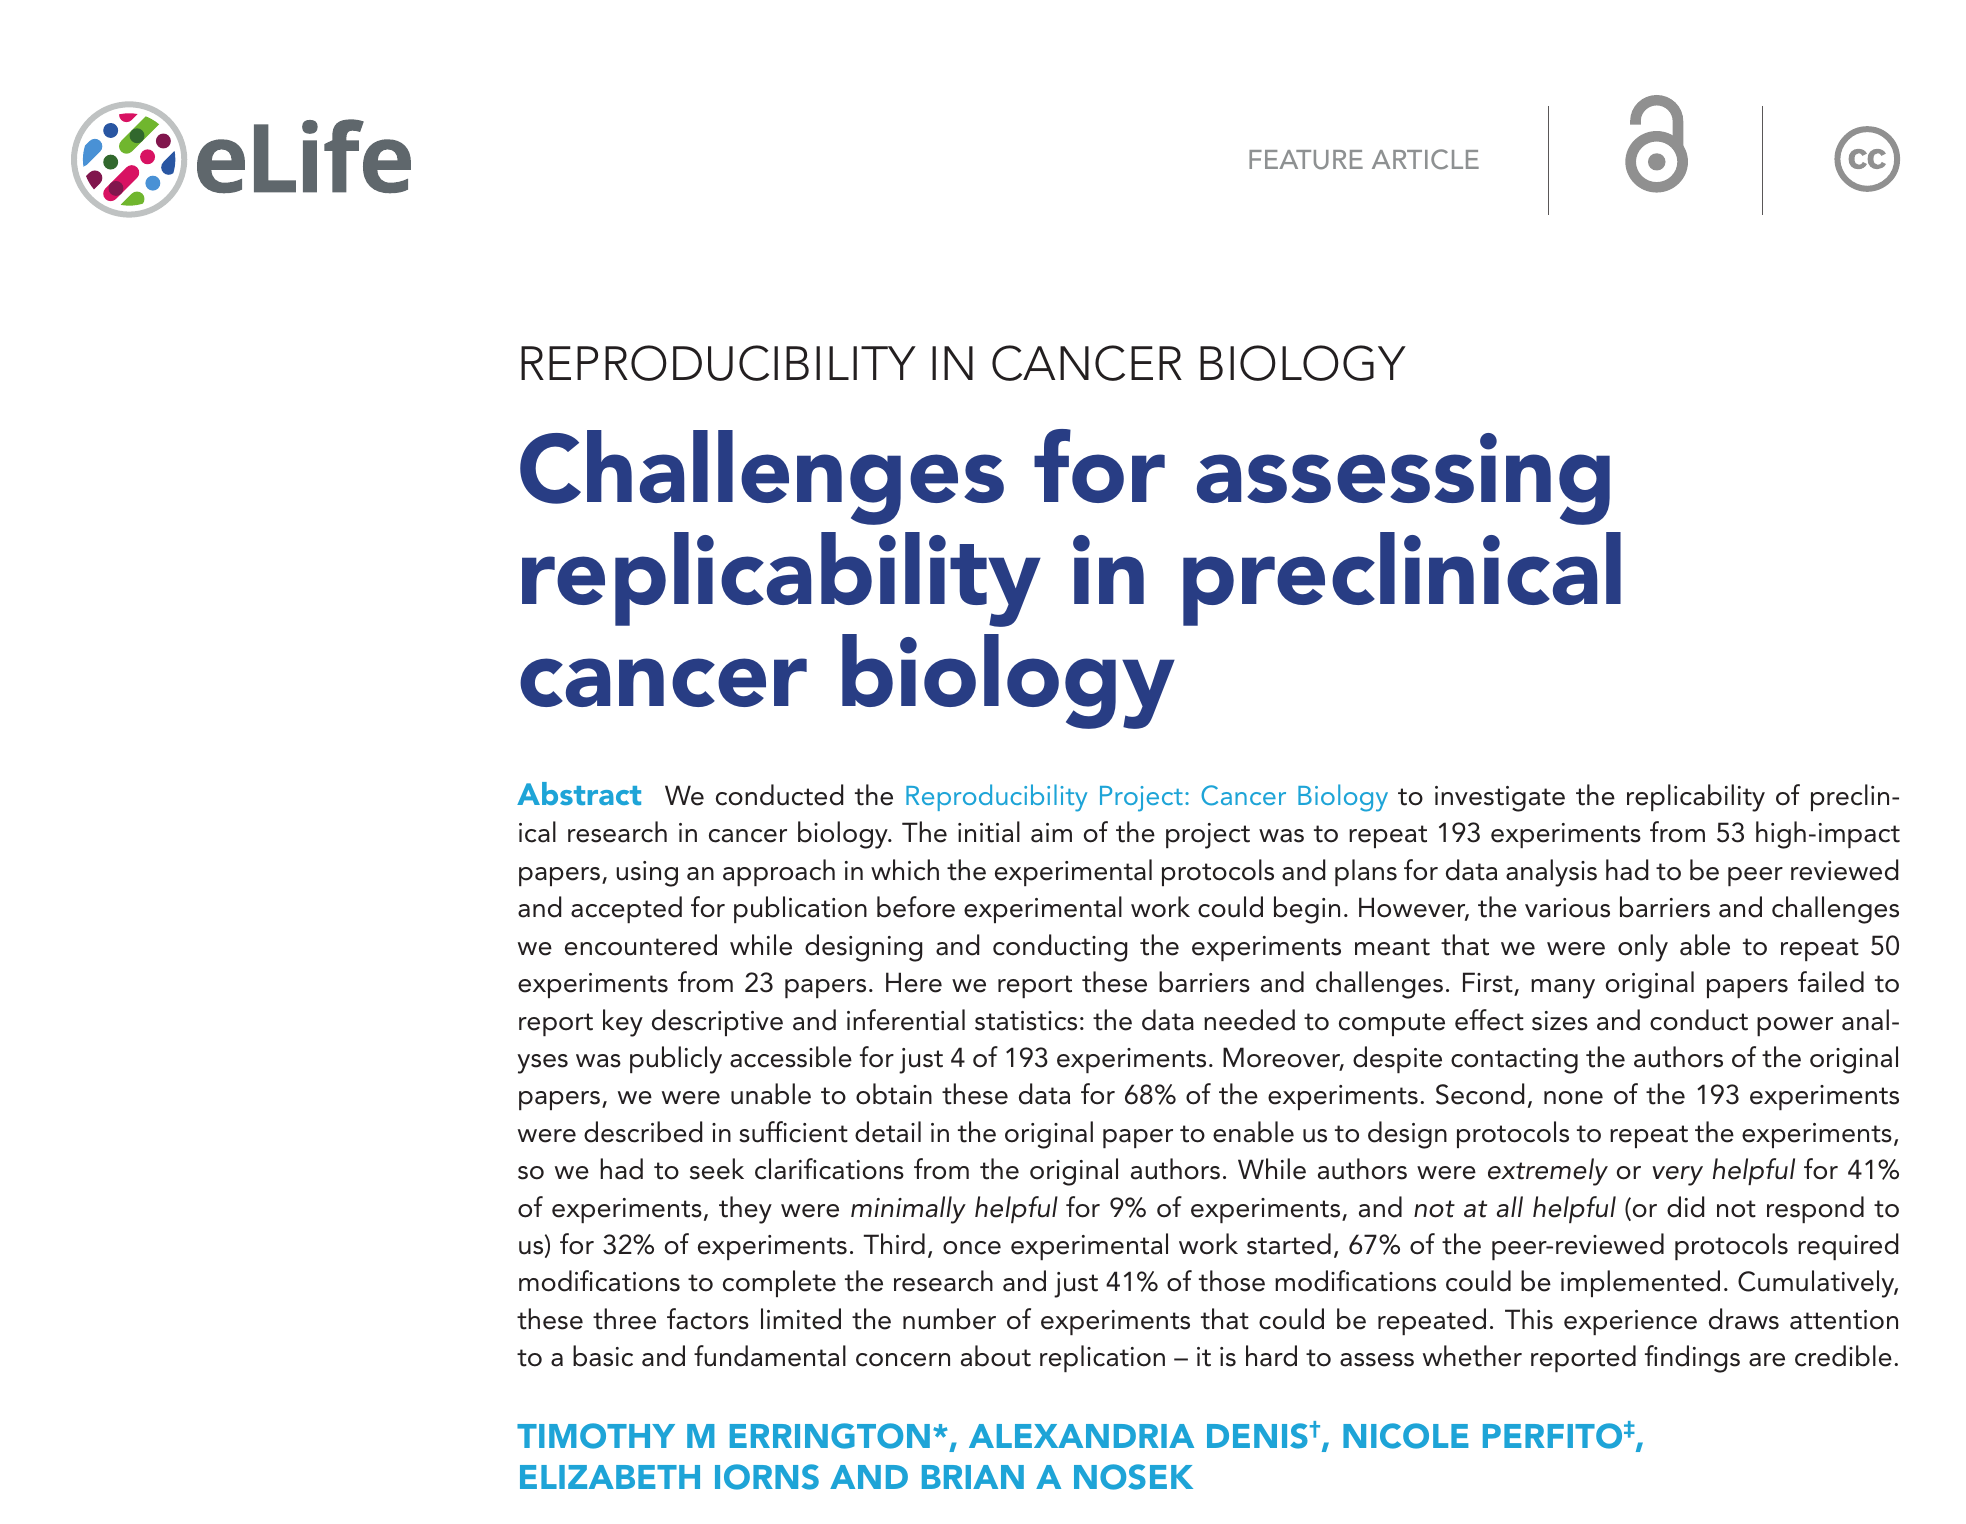 eLife
FEATURE ARTICLE
cc
REPRODUCIBILITY IN CANCER BIOLOGY
Challenges for assessing
replicability in preclinical
cancer biology
Abstract We conducted the Reproducibility Project: Cancer Biology to investigate the replicability of preclin-
ical research in cancer biology. The initial aim of the project was to repeat 193 experiments from 53 high-impact
papers, using an approach in which the experimental protocols and plans for data analysis had to be peer reviewed
and accepted for publication before experimental work could begin. However, the various barriers and challenges
we encountered while designing and conducting the experiments meant that we were only able to repeat 50
experiments from 23 papers. Here we report these barriers and challenges. First, many original papers failed to
report key descriptive and inferential statistics: the data needed to compute effect sizes and conduct power anal-
yses was publicly accessible for just 4 of 193 experiments. Moreover, despite contacting the authors of the original
papers, we were unable to obtain these data for 68% of the experiments. Second, none of the 193 experiments
were described in sufficient detail in the original paper to enable us to design protocols to repeat the experiments,
so we had to seek clarifications from the original authors. While authors were extremely or very helpful for 41%
of experiments, they were minimally helpful for 9% of experiments, and not at all helpful (or did not respond to
us) for 32% of experiments. Third, once experimental work started, 67% of the peer-reviewed protocols required
modifications to complete the research and just 41% of those modifications could be implemented. Cumulatively,
these three factors limited the number of experiments that could be repeated. This experience draws attention
to a basic and fundamental concern about replication – it is hard to assess whether reported findings are credible.
TIMOTHY M ERRINGTON*, ALEXANDRIA DENIS†, NICOLE PERFITO‡,
ELIZABETH IORNS AND BRIAN A NOSEK